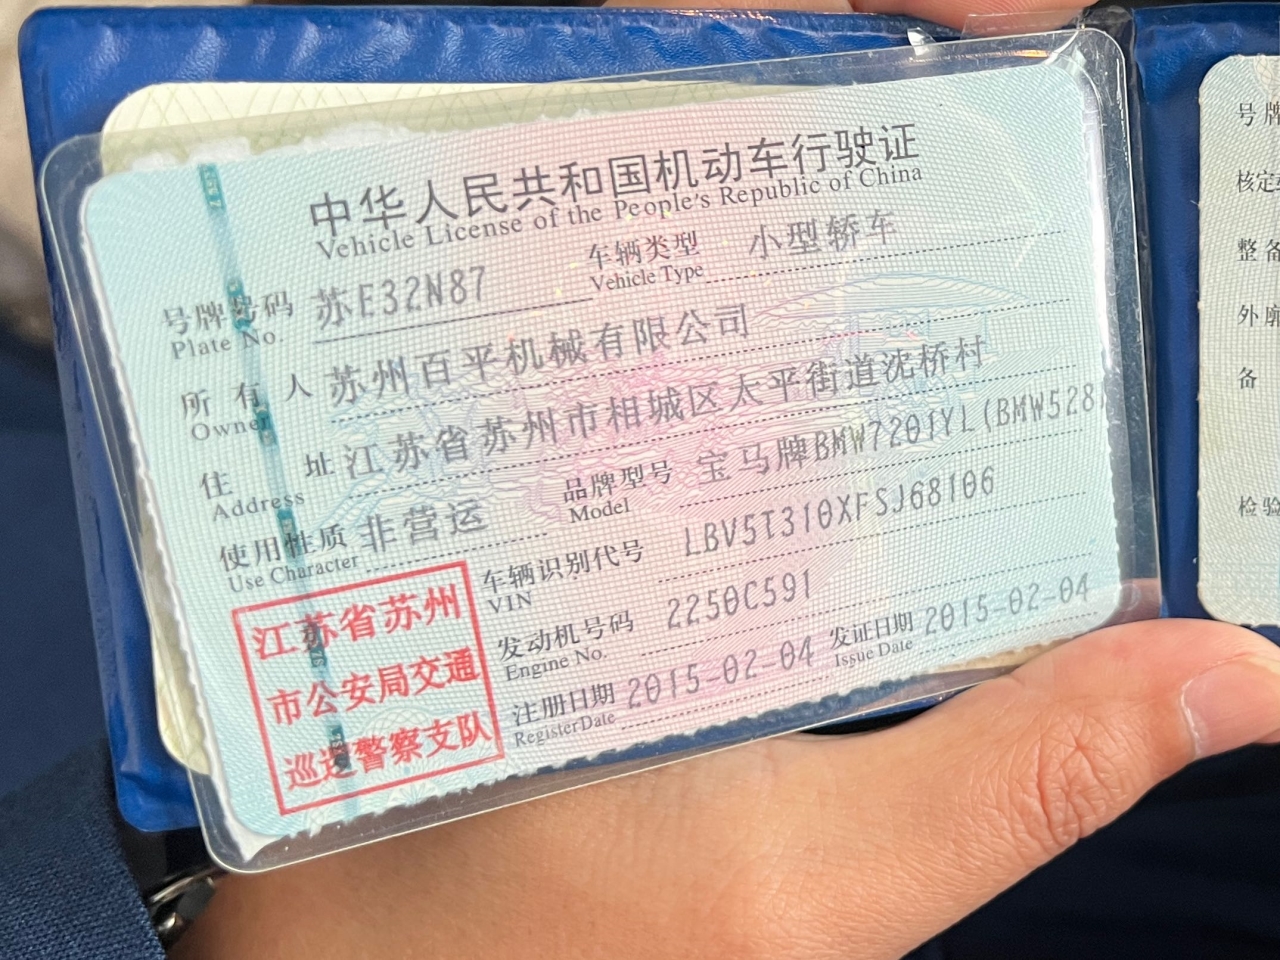 中华人民共和国机动车行驶证
Vehicle License of the People's Republic of China
号牌号码 苏E32N87 车辆类型 小型轿车
Plate No. Vehicle Type
所有人 苏州百平机械有限公司
Owner
住址 江苏省苏州市相城区太平街道沈桥村
Address
使用性质 非营运 品牌型号 宝马牌BMW7201YL(BMW528
Use Character Model
车辆识别代号 LBV5T310XFSJ68106
VIN
发动机号码 2250C591
Engine No.
注册日期 2015-02-04 发证日期 2015-02-04
Register Date Issue Date
江苏省苏州
市公安局交通
巡逻警察支队
号牌
核定
整备
外廓
备
检验